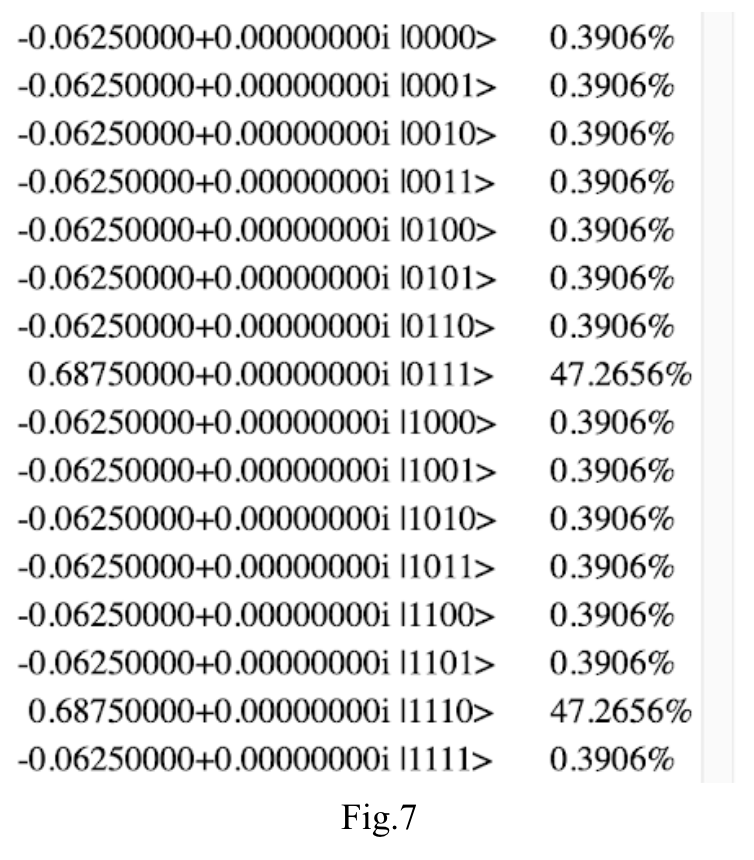 -0.06250000+0.00000000i |0000> 0.3906%
-0.06250000+0.00000000i |0001> 0.3906%
-0.06250000+0.00000000i |0010> 0.3906%
-0.06250000+0.00000000i |0011> 0.3906%
-0.06250000+0.00000000i |0100> 0.3906%
-0.06250000+0.00000000i |0101> 0.3906%
-0.06250000+0.00000000i |0110> 0.3906%
0.68750000+0.00000000i |0111> 47.2656%
-0.06250000+0.00000000i |1000> 0.3906%
-0.06250000+0.00000000i |1001> 0.3906%
-0.06250000+0.00000000i |1010> 0.3906%
-0.06250000+0.00000000i |1011> 0.3906%
-0.06250000+0.00000000i |1100> 0.3906%
-0.06250000+0.00000000i |1101> 0.3906%
0.68750000+0.00000000i |1110> 47.2656%
-0.06250000+0.00000000i |1111> 0.3906%
Fig.7